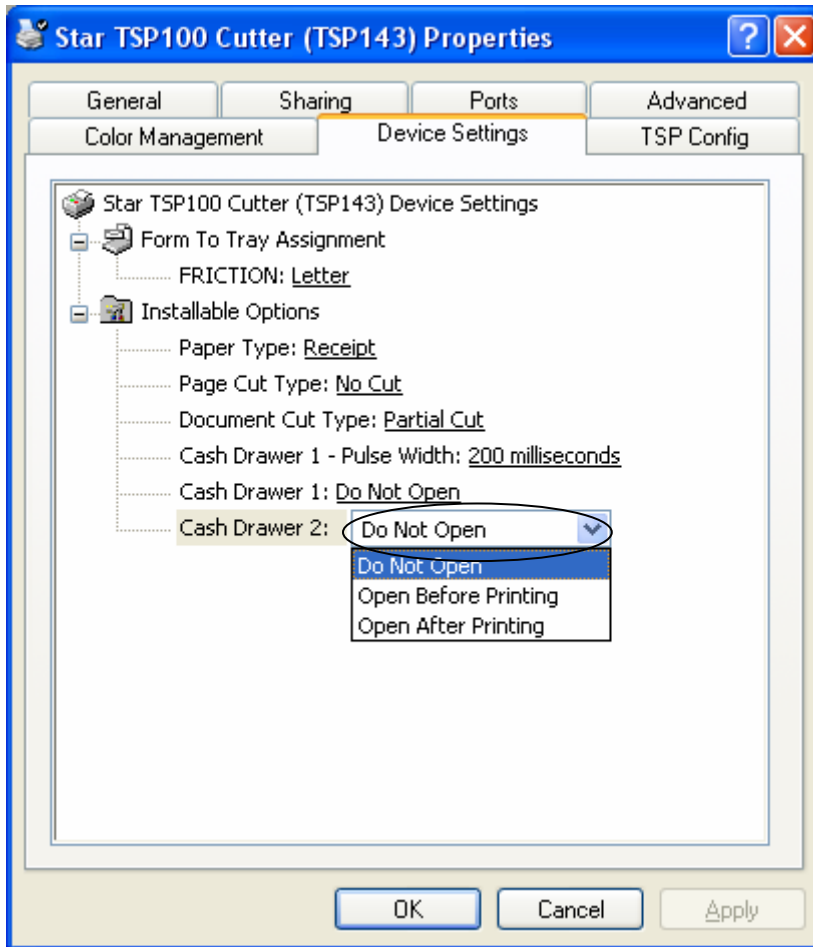 Star TSP100 Cutter (TSP143) Properties
General Sharing Ports Advanced
Color Management Device Settings TSP Config
Star TSP100 Cutter (TSP143) Device Settings
Form To Tray Assignment
FRICTION: Letter
Installable Options
Paper Type: Receipt
Page Cut Type: No Cut
Document Cut Type: Partial Cut
Cash Drawer 1 - Pulse Width: 200 milliseconds
Cash Drawer 1: Do Not Open
Cash Drawer 2: Do Not Open
Do Not Open
Open Before Printing
Open After Printing
OK Cancel Apply